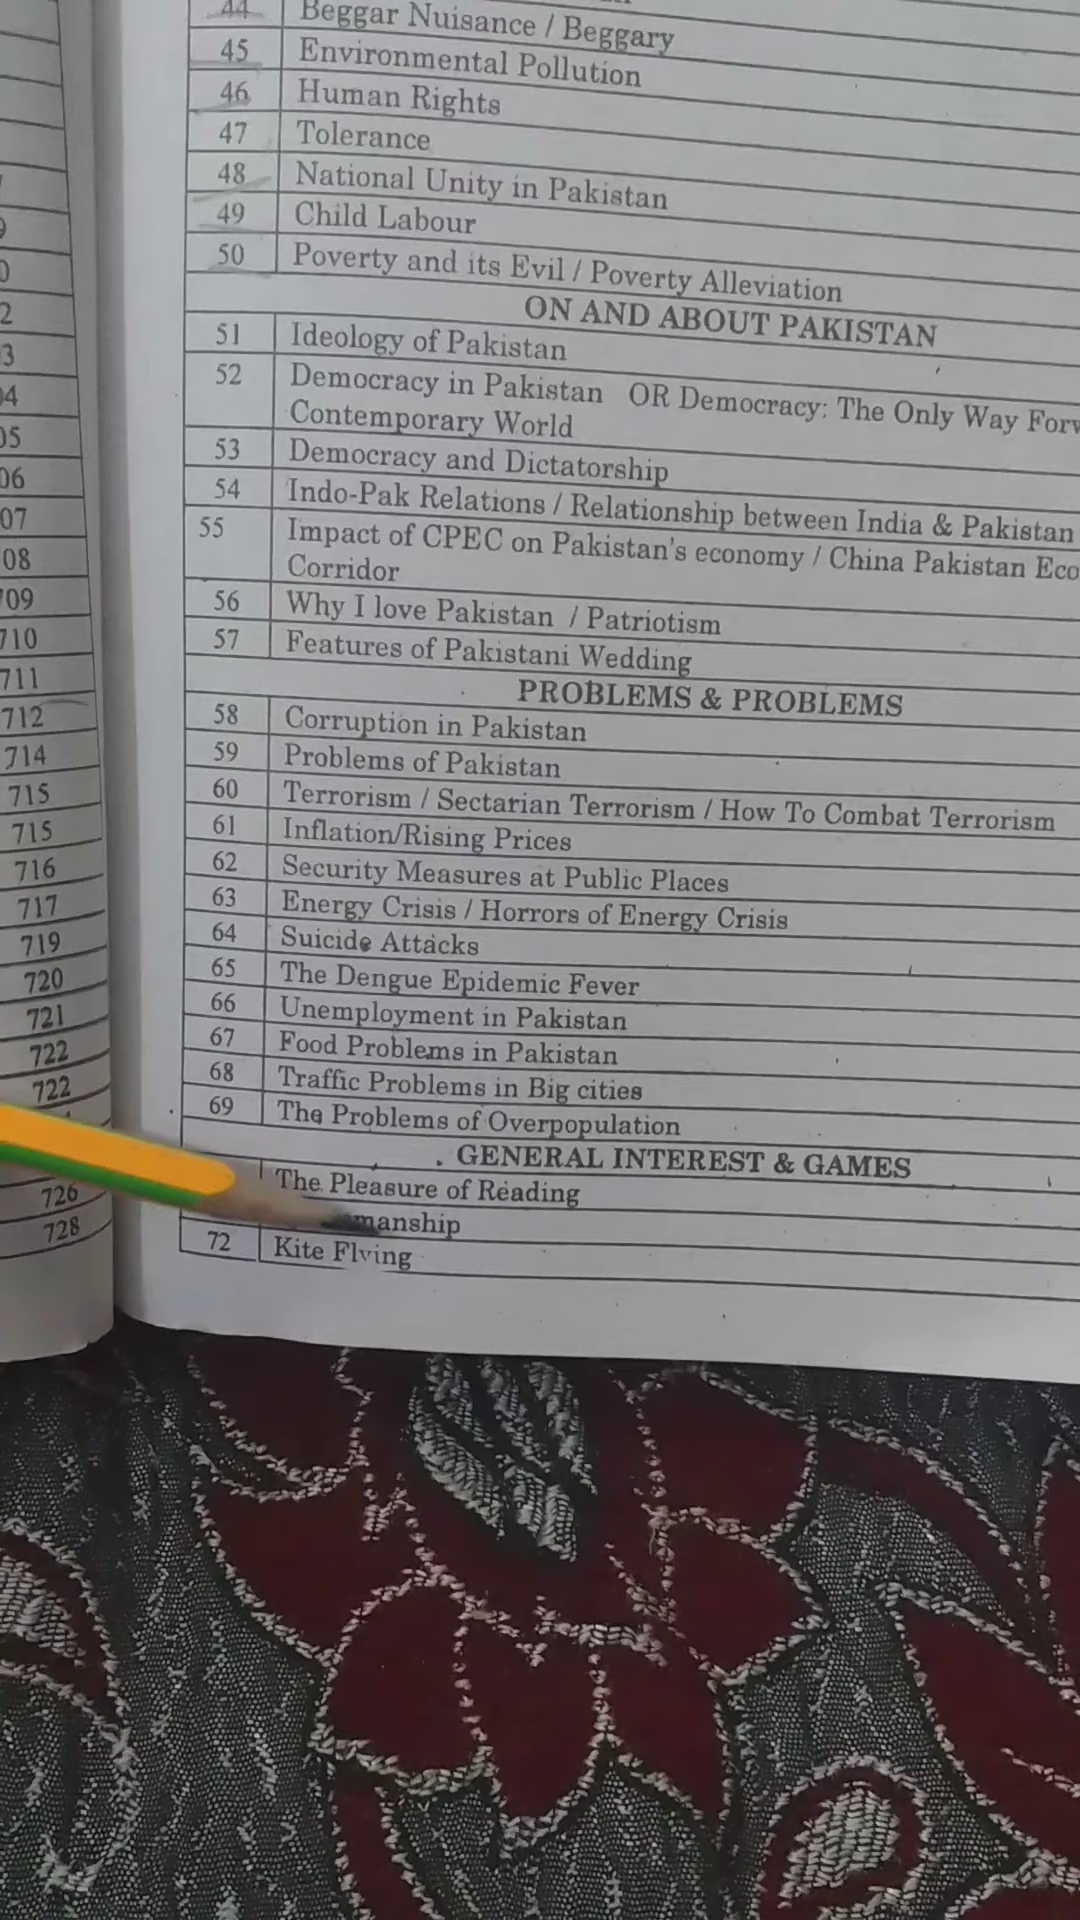 44 Beggar Nuisance / Beggary
45 Environmental Pollution
46 Human Rights
47 Tolerance
48 National Unity in Pakistan
49 Child Labour
50 Poverty and its Evil / Poverty Alleviation
ON AND ABOUT PAKISTAN
51 Ideology of Pakistan
52 Democracy in Pakistan OR Democracy: The Only Way
Contemporary World
53 Democracy and Dictatorship
54 Indo-Pak Relations / Relationship between India & Pakistan
55 Impact of CPEC on Pakistan's economy / China Pakistan
Corridor
56 Why I love Pakistan / Patriotism
57 Features of Pakistani Wedding
PROBLEMS & PROBLEMS
58 Corruption in Pakistan
59 Problems of Pakistan
60 Terrorism / Sectarian Terrorism / How To Combat Terrorism
61 Inflation/Rising Prices
62 Security Measures at Public Places
63 Energy Crisis / Horrors of Energy Crisis
64 Suicide Attacks
65 The Dengue Epidemic Fever
66 Unemployment in Pakistan
67 Food Problems in Pakistan
68 Traffic Problems in Big cities
69 The Problems of Overpopulation
GENERAL INTEREST & GAMES
The Pleasure of Reading
manship
72 Kite Flying
710
711
712
714
715
715
716
717
719
720
721
722
722
726
728